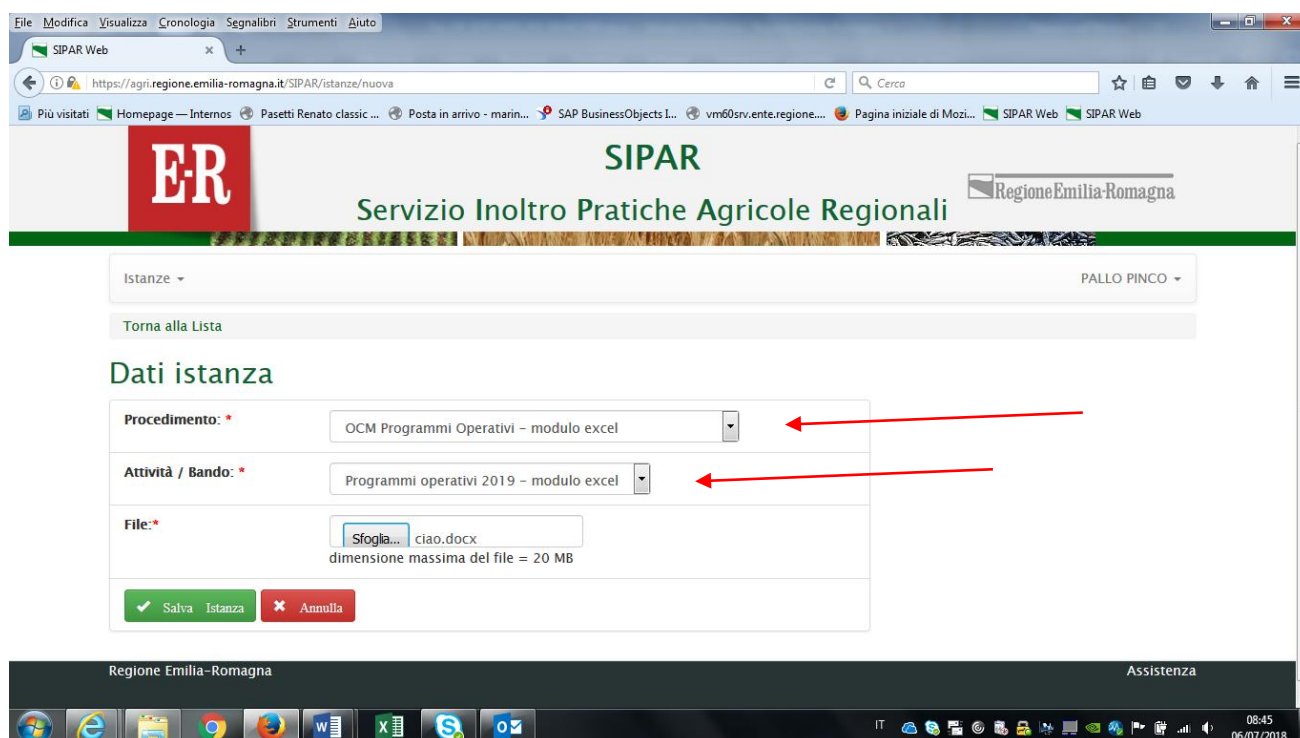 File Modifica Visualizza Cronologia Segnalibri Strumenti Aiuto
SIPAR Web
https://agri.regione.emilia-romagna.it/SIPAR/istanze/nuova
Cerca
Più visitati Homepage — Internos Pasetti Renato classic ... Posta in arrivo - marin... SAP BusinessObjects I... vm60srv.ente.regione.... Pagina iniziale di Mozi... SIPAR Web SIPAR Web
E-R
SIPAR
Servizio Inoltro Pratiche Agricole Regionali
RegioneEmilia-Romagna
Istanze
PALLO PINCO
Torna alla Lista
Dati istanza
Procedimento: *
OCM Programmi Operativi - modulo excel
Attività / Bando: *
Programmi operativi 2019 - modulo excel
File:*
Sfoglia... ciao.docx
dimensione massima del file = 20 MB
Salva Istanza
Annulla
Regione Emilia-Romagna
Assistenza
IT
08:45
06/07/2018